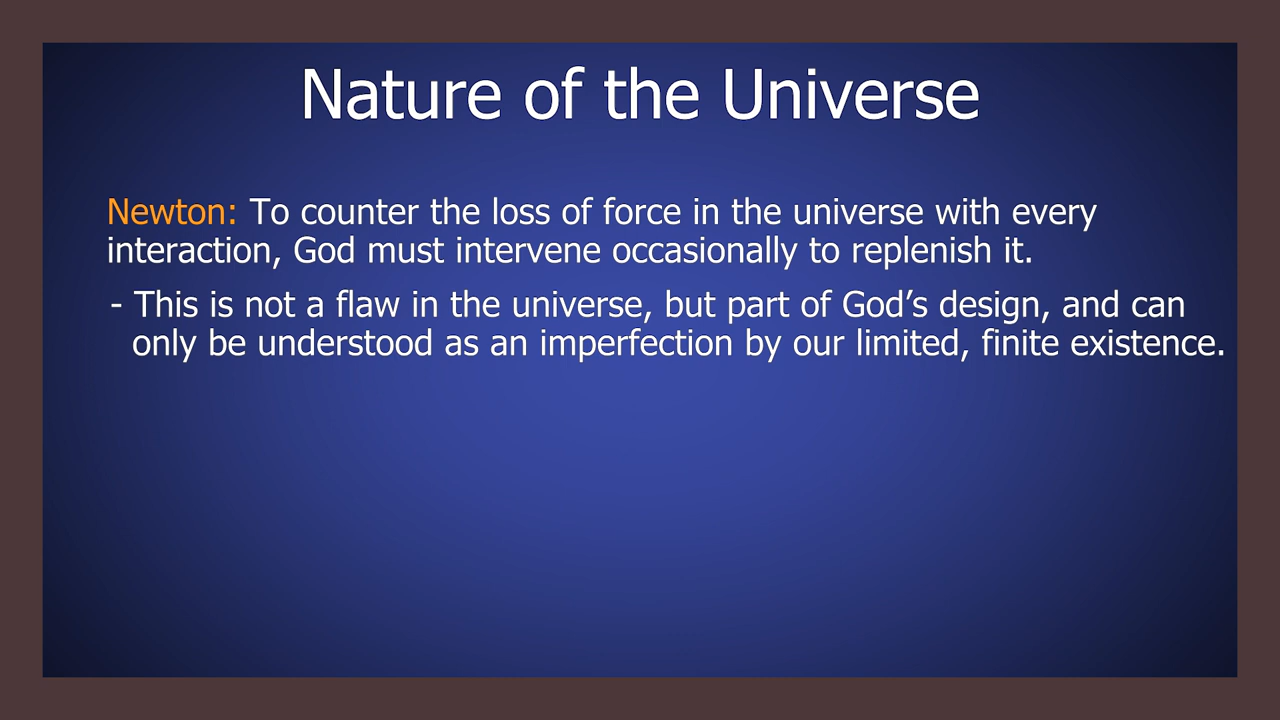 Nature of the Universe
Newton: To counter the loss of force in the universe with every
interaction, God must intervene occasionally to replenish it.
- This is not a flaw in the universe, but part of God’s design, and can
only be understood as an imperfection by our limited, finite existence.